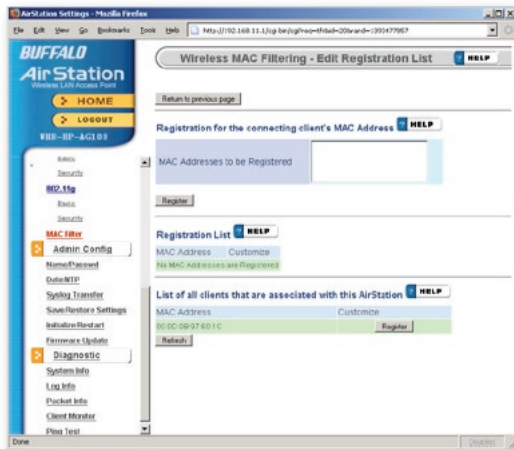 AirStation Settings - Mozilla Firefox
File Edit View Go Bookmarks Tools Help
BUFFALO
AirStation
Wireless LAN Access Point
HOME
LOGOUT
Basic
Security
802.11g
Basic
Security
MAC Filter
Admin Config
Name/Passwd
Date/NTP
Syslog Transfer
Save/Restore Settings
Initialize/Restart
Firmware Update
Diagnostic
System Info
Log Info
Packet Info
Client Monitor
Ping Test
Wireless MAC Filtering - Edit Registration List
HELP
Return to previous page
Registration for the connecting client's MAC Address
HELP
MAC Addresses to be Registered
Register
Registration List
HELP
MAC Address Customize
No MAC Addresses are Registered
List of all clients that are associated with this AirStation
HELP
MAC Address Customize
Register
Refresh
Done
Disabled